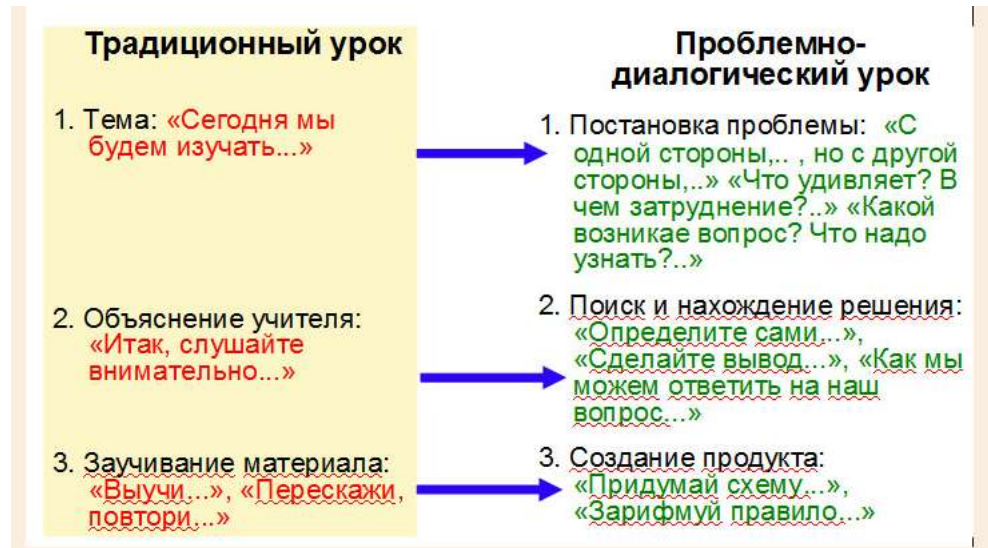 Традиционный урок
1. Тема: «Сегодня мы
будем изучать...»
2. Объяснение учителя:
«Итак, слушайте
внимательно...»
3. Заучивание материала:
«Выучи...», «Перескажи,
повтори...»
Проблемно-
диалогический урок
1. Постановка проблемы: «С
одной стороны,.. , но с другой
стороны,..» «Что удивляет? В
чем затруднение?..» «Какой
возникае вопрос? Что надо
узнать?..»
2. Поиск и нахождение решения:
«Определите сами...»,
«Сделайте вывод...», «Как мы
можем ответить на наш
вопрос...»
3. Создание продукта:
«Придумай схему...»,
«Зарифмуй правило...»